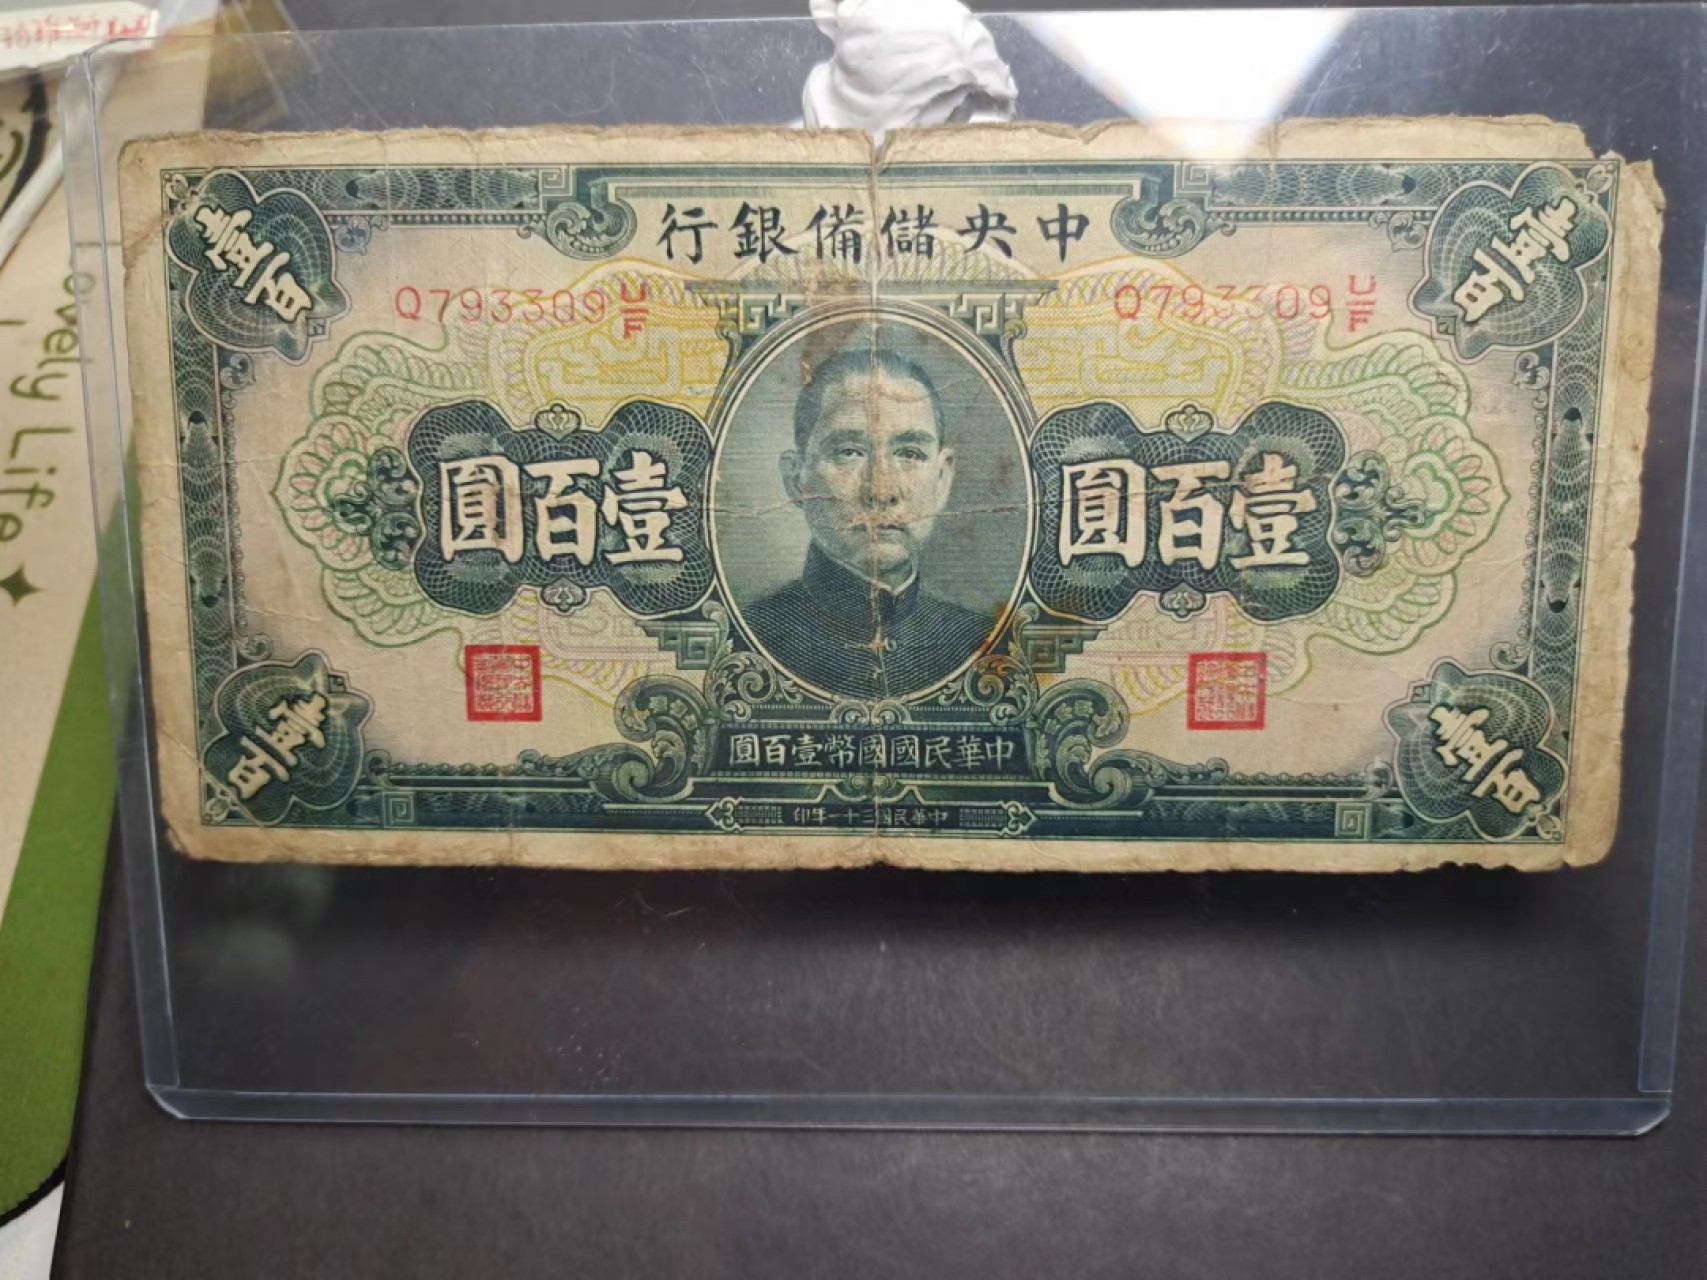 中央儲備銀行
Q793309 U/F
Q793309 U/F
壹百
壹百
壹百圓
壹百圓
中華民國國幣壹百圓
壹百
壹百
中華民國三十一年印
Lovely Life